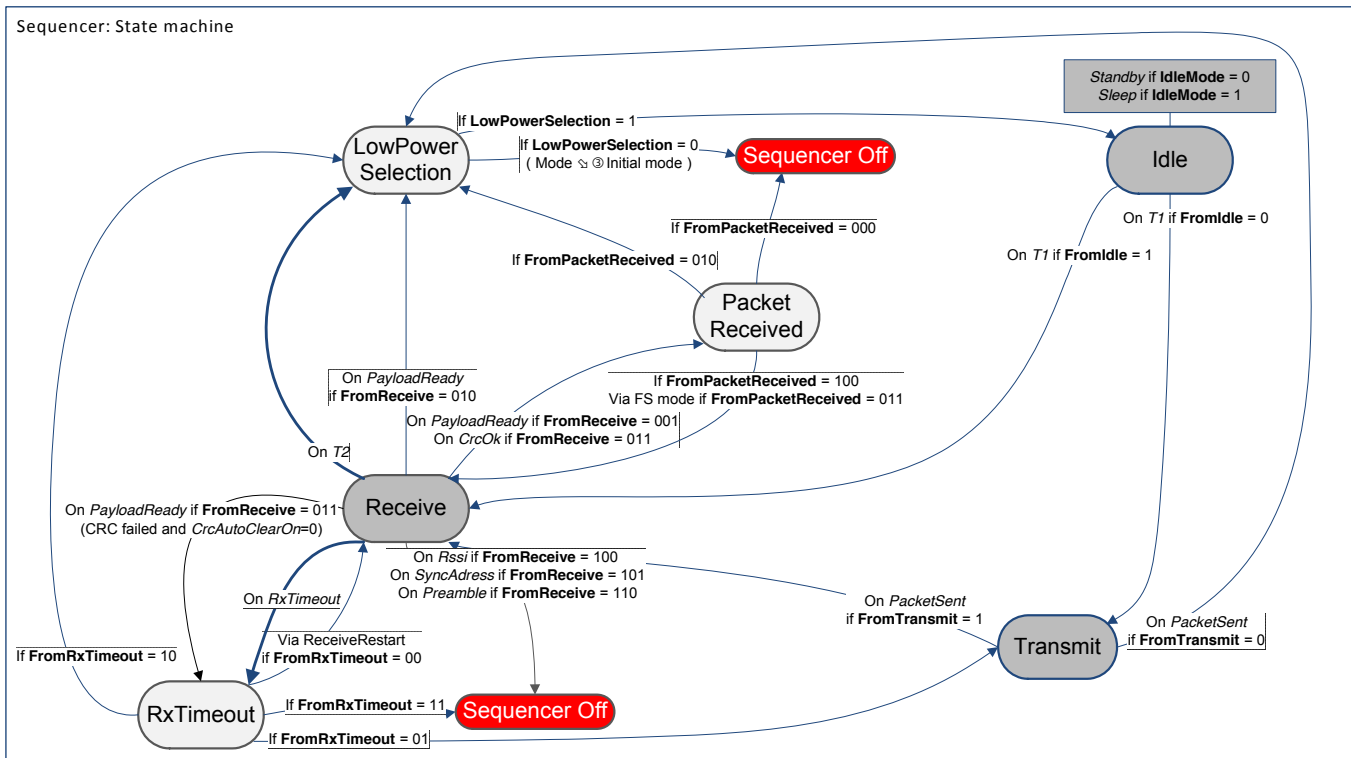 Sequencer: State machine
Standby if IdleMode = 0
Sleep if IdleMode = 1
If LowPowerSelection = 1
LowPower
Selection
If LowPowerSelection = 0
( Mode ⇘ ③ Initial mode )
Sequencer Off
Idle
On T1 if FromIdle = 0
If FromPacketReceived = 000
On T1 if FromIdle = 1
If FromPacketReceived = 010
Packet
Received
On PayloadReady
if FromReceive = 010
If FromPacketReceived = 100
Via FS mode if FromPacketReceived = 011
On PayloadReady if FromReceive = 001
On CrcOk if FromReceive = 011
On T2
Receive
On PayloadReady if FromReceive = 011
(CRC failed and CrcAutoClearOn=0)
On Rssi if FromReceive = 100
On SyncAdress if FromReceive = 101
On Preamble if FromReceive = 110
On RxTimeout
On PacketSent
if FromTransmit = 1
On PacketSent
if FromTransmit = 0
Transmit
Via ReceiveRestart
if FromRxTimeout = 00
If FromRxTimeout = 10
RxTimeout
If FromRxTimeout = 11
Sequencer Off
If FromRxTimeout = 01